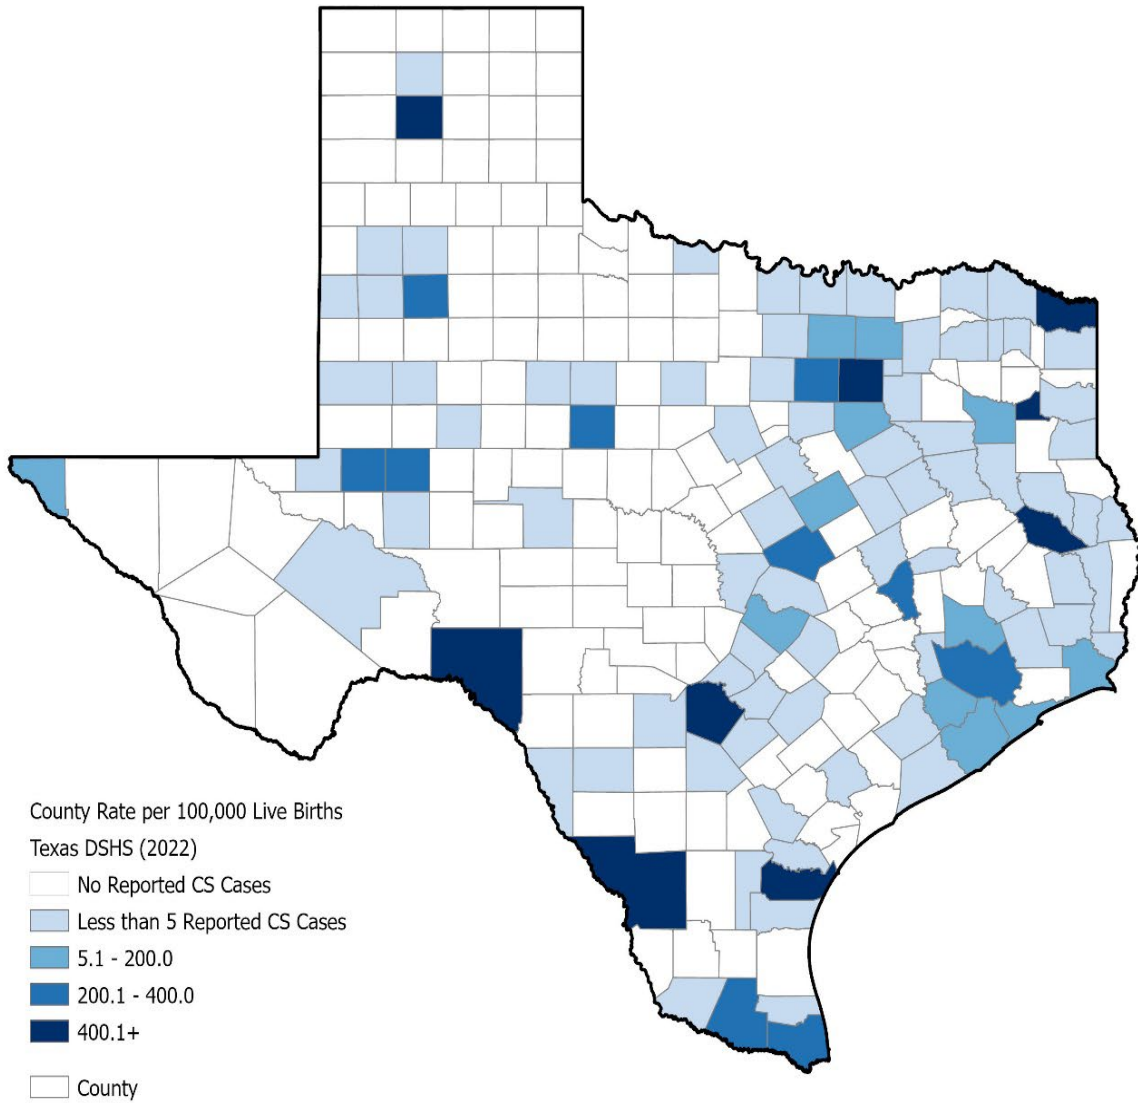 County Rate per 100,000 Live Births
Texas DSHS (2022)
No Reported CS Cases
Less than 5 Reported CS Cases
5.1 - 200.0
200.1 - 400.0
400.1+
County